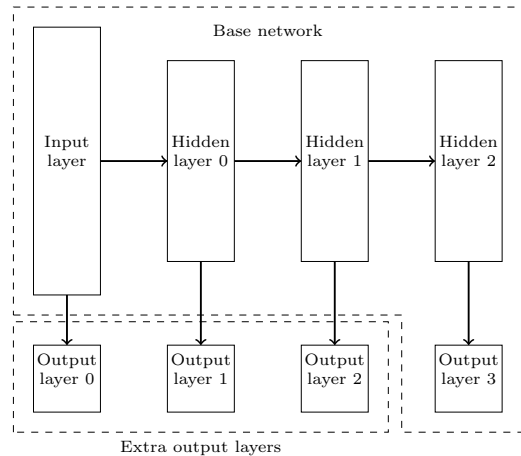 Base network
Input
layer
Hidden
layer 0
Hidden
layer 1
Hidden
layer 2
Output
layer 0
Output
layer 1
Output
layer 2
Output
layer 3
Extra output layers